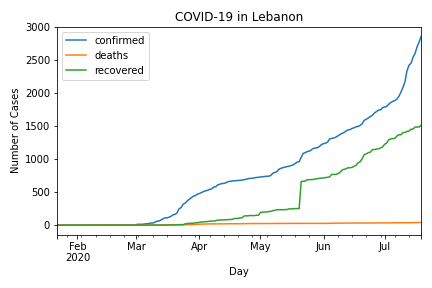 COVID-19 in Lebanon
confirmed
deaths
recovered
Number of Cases
3000
2500
2000
1500
1000
500
0
Feb Mar Apr May Jun Jul
2020
Day